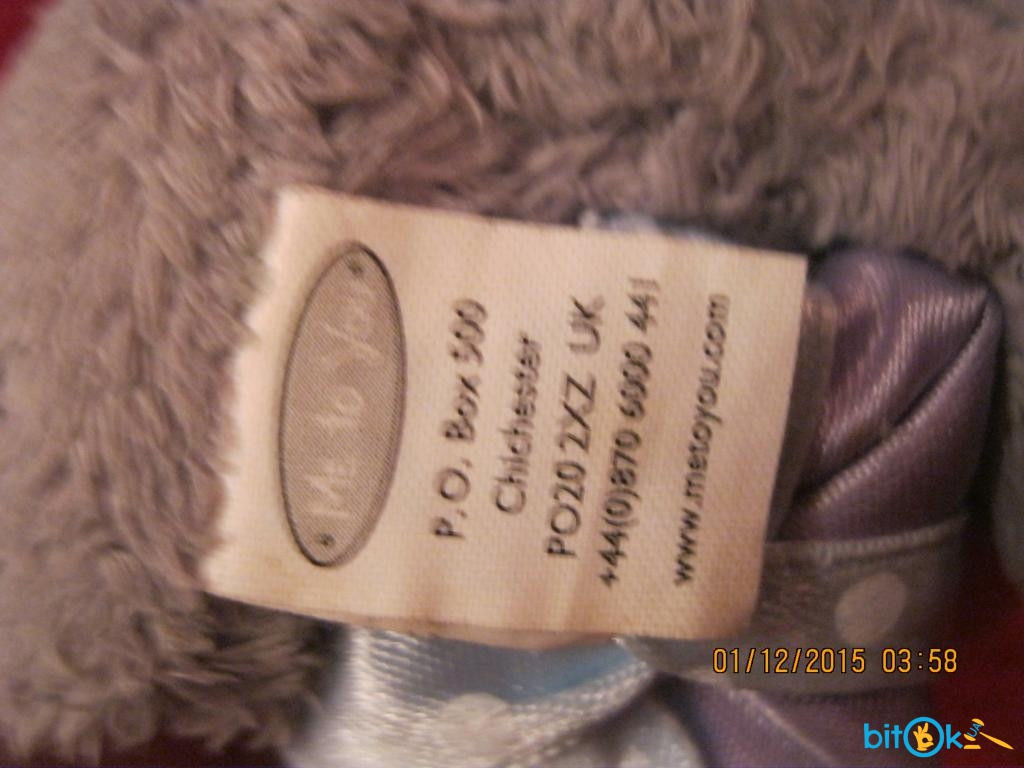 Me to You
P.O. Box 500
Chichester
PO20 2XZ UK
+44(0)870 6000 441
www.metoyou.com
01/12/2015 03:58
bitOk UA